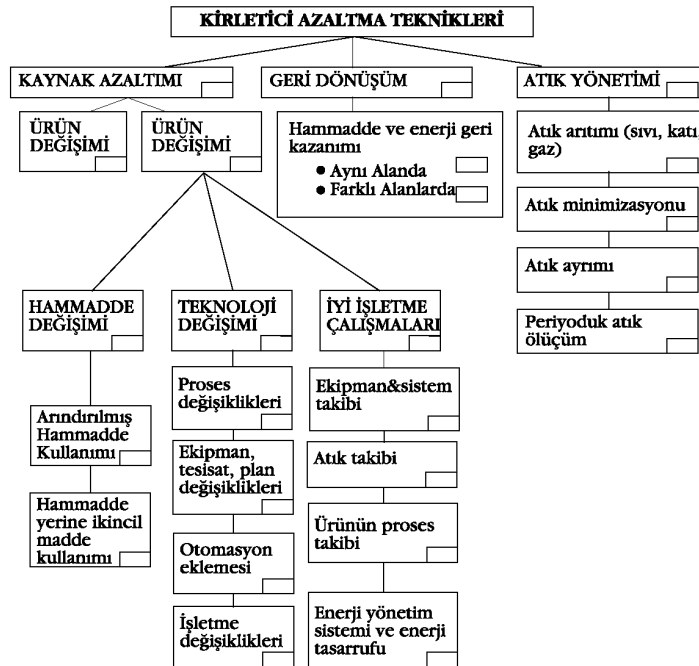 KİRLETİCİ AZALTMA TEKNİKLERİ
KAYNAK AZALTIMI
GERİ DÖNÜŞÜM
ATIK YÖNETİMİ
ÜRÜN
DEĞİŞİMİ
ÜRÜN
DEĞİŞİMİ
Hammadde ve enerji geri
kazanımı
● Aynı Alanda
● Farklı Alanlarda
Atık arıtımı (sıvı, katı,
gaz)
Atık minimizasyonu
Atık ayrımı
Periyoduk atık
ölüçüm
HAMMADDE
DEĞİŞİMİ
TEKNOLOJİ
DEĞİŞİMİ
İYİ İŞLETME
ÇALIŞMALARI
Arındırılmış
Hammadde
Kullanımı
Hammadde
yerine ikincil
madde
kullanımı
Proses
değişiklikleri
Ekipman,
tesisat, plan
değişiklikleri
Otomasyon
eklemesi
İşletme
değişiklikleri
Ekipman&sistem
takibi
Atık takibi
Ürünün proses
takibi
Enerji yönetim
sistemi ve enerji
tasarrufu